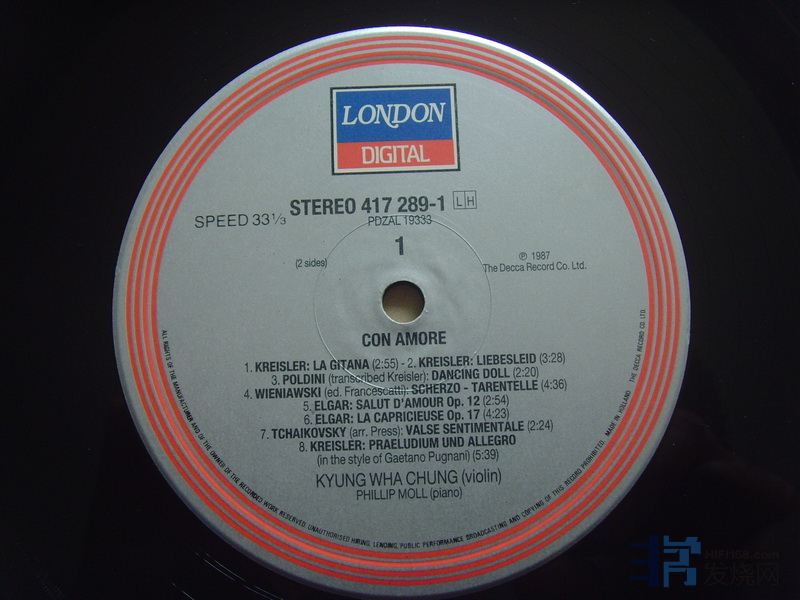 LONDON
DIGITAL
STEREO 417 289-1 LH
SPEED 33 1/3
PDZAL 19333
1
(2 sides)
℗ 1987
The Decca Record Co. Ltd.
CON AMORE
1. KREISLER: LA GITANA (2:55) - 2. KREISLER: LIEBESLEID (3:28)
3. POLDINI (transcribed Kreisler): DANCING DOLL (2:20)
4. WIENIAWSKI (ed. Francescatti): SCHERZO - TARENTELLE (4:36)
5. ELGAR: SALUT D'AMOUR Op. 12 (2:54)
6. ELGAR: LA CAPRICIEUSE Op. 17 (4:23)
7. TCHAIKOVSKY (arr. Press): VALSE SENTIMENTALE (2:24)
8. KREISLER: PRAELUDIUM UND ALLEGRO
(in the style of Gaetano Pugnani) (5:39)
KYUNG WHA CHUNG (violin)
PHILLIP MOLL (piano)
ALL RIGHTS OF THE MANUFACTURER AND OF THE OWNER OF THE RECORDED WORK RESERVED. UNAUTHORISED HIRING, LENDING, PUBLIC PERFORMANCE, BROADCASTING AND COPYING OF THIS RECORD PROHIBITED. MADE IN HOLLAND THE DECCA RECORD CO. LTD.
HIFI168.com
发烧网